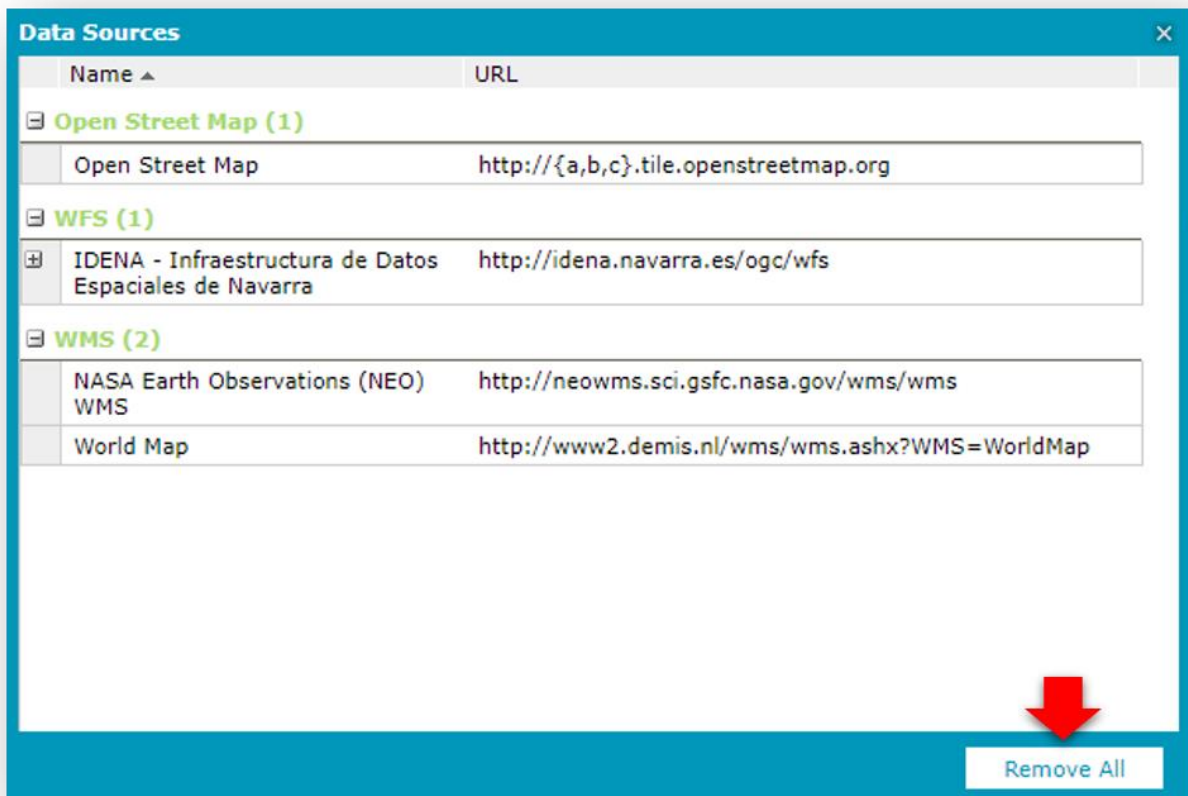 Data Sources
Name URL
Open Street Map (1)
Open Street Map http://{a,b,c}.tile.openstreetmap.org
WFS (1)
IDENA - Infraestructura de Datos http://idena.navarra.es/ogc/wfs
Espaciales de Navarra
WMS (2)
NASA Earth Observations (NEO) http://neowms.sci.gsfc.nasa.gov/wms/wms
WMS
World Map http://www2.demis.nl/wms/wms.ashx?WMS=WorldMap
Remove All